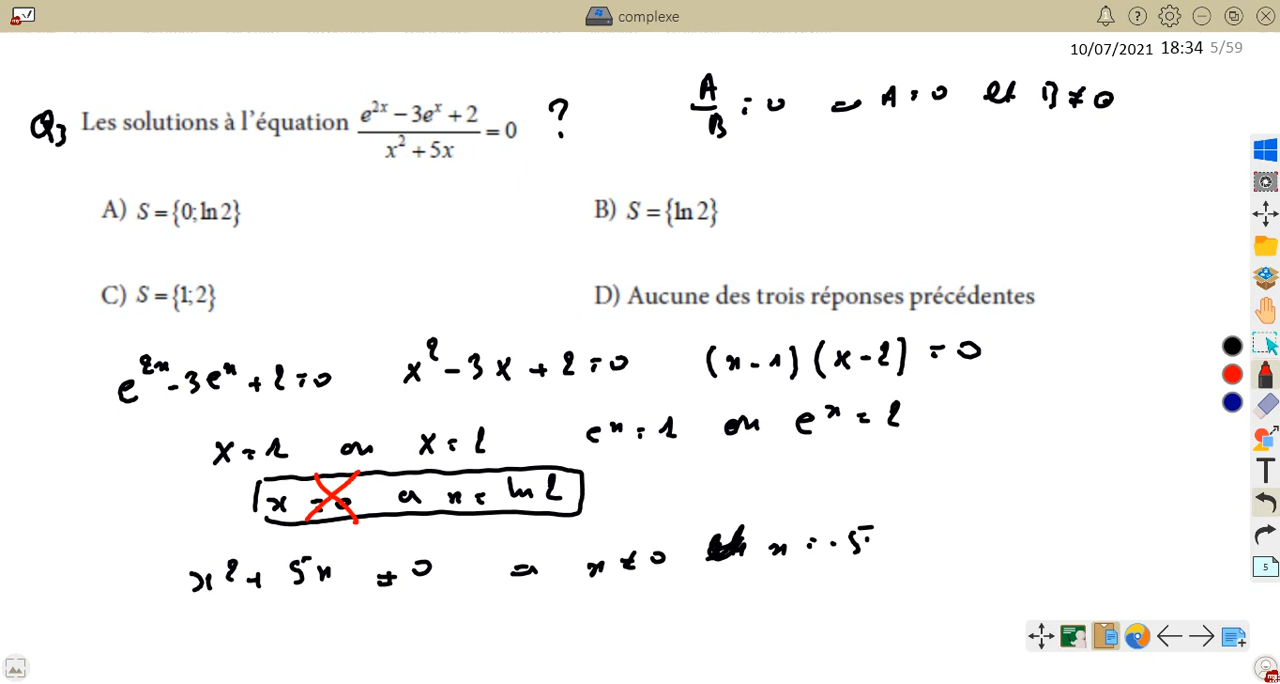 complexe
10/07/2021 18:34 5/59
A/B = 0 ⇒ A = 0 et B ≠ 0
Q3 Les solutions à l'équation (e^{2x} − 3e^x + 2)/(x² + 5x) = 0 ?
A) S = {0; ln 2}
B) S = {ln 2}
C) S = {1; 2}
D) Aucune des trois réponses précédentes
e^{2x} - 3e^x + 2 = 0 X² - 3X + 2 = 0 (X - 1)(X - 2) = 0
X = 1 ou X = 2 e^x = 1 ou e^x = 2
x = 0 ou x = ln 2
x² + 5x ≠ 0 ⇒ x ≠ 0 x = -5
5